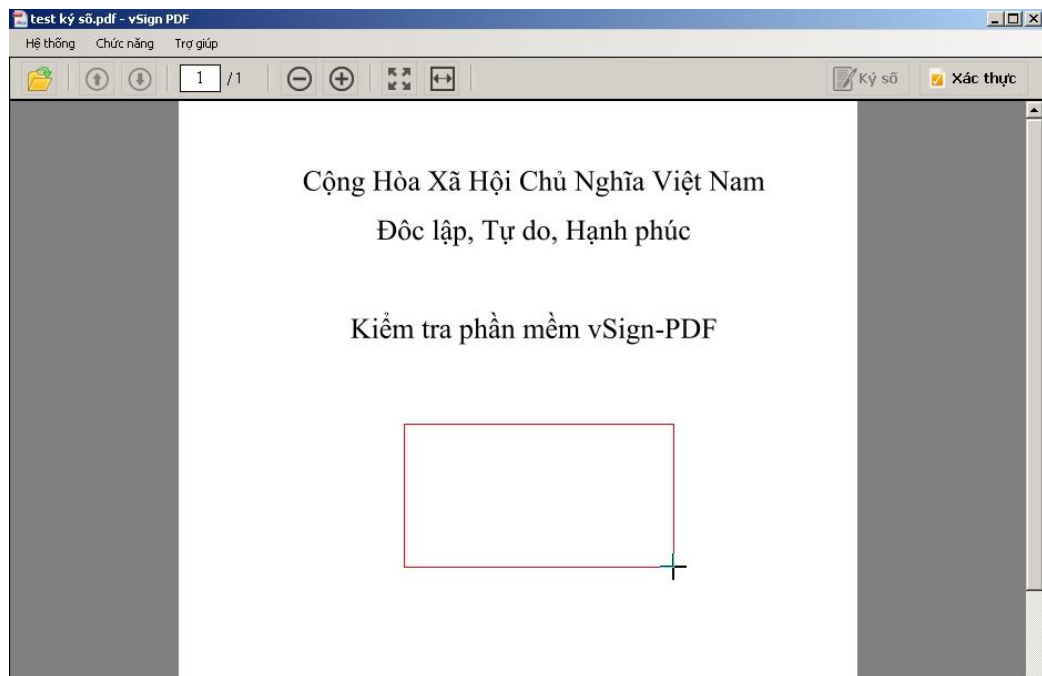 test ký số.pdf - vSign PDF
Hệ thống Chức năng Trợ giúp
1 /1 Ký số Xác thực
Cộng Hòa Xã Hội Chủ Nghĩa Việt Nam
Đôc lập, Tự do, Hạnh phúc
Kiểm tra phần mềm vSign-PDF